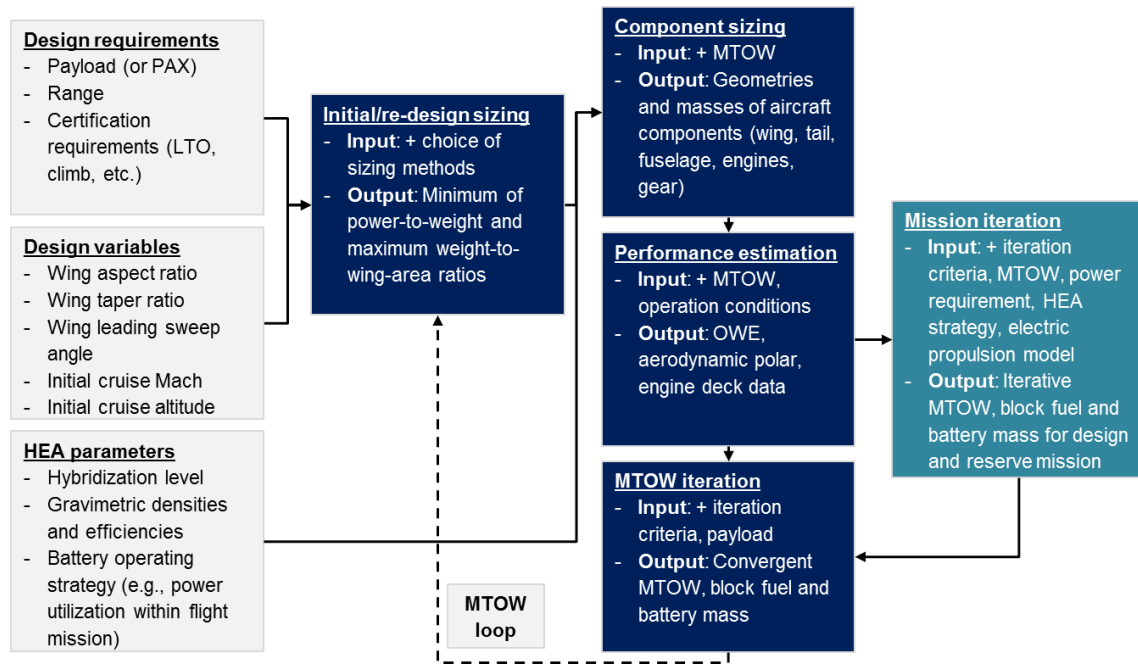 Design requirements
- Payload (or PAX)
- Range
- Certification
requirements (LTO,
climb, etc.)
Design variables
- Wing aspect ratio
- Wing taper ratio
- Wing leading sweep
angle
- Initial cruise Mach
- Initial cruise altitude
HEA parameters
- Hybridization level
- Gravimetric densities
and efficiencies
- Battery operating
strategy (e.g., power
utilization within flight
mission)
Initial/re-design sizing
- Input: + choice of
sizing methods
- Output: Minimum of
power-to-weight and
maximum weight-to-
wing-area ratios
MTOW
loop
Component sizing
- Input: + MTOW
- Output: Geometries
and masses of aircraft
components (wing, tail,
fuselage, engines,
gear)
Performance estimation
- Input: + MTOW,
operation conditions
- Output: OWE,
aerodynamic polar,
engine deck data
MTOW iteration
- Input: + iteration
criteria, payload
- Output: Convergent
MTOW, block fuel and
battery mass
Mission iteration
- Input: + iteration
criteria, MTOW, power
requirement, HEA
strategy, electric
propulsion model
- Output: Iterative
MTOW, block fuel and
battery mass for design
and reserve mission